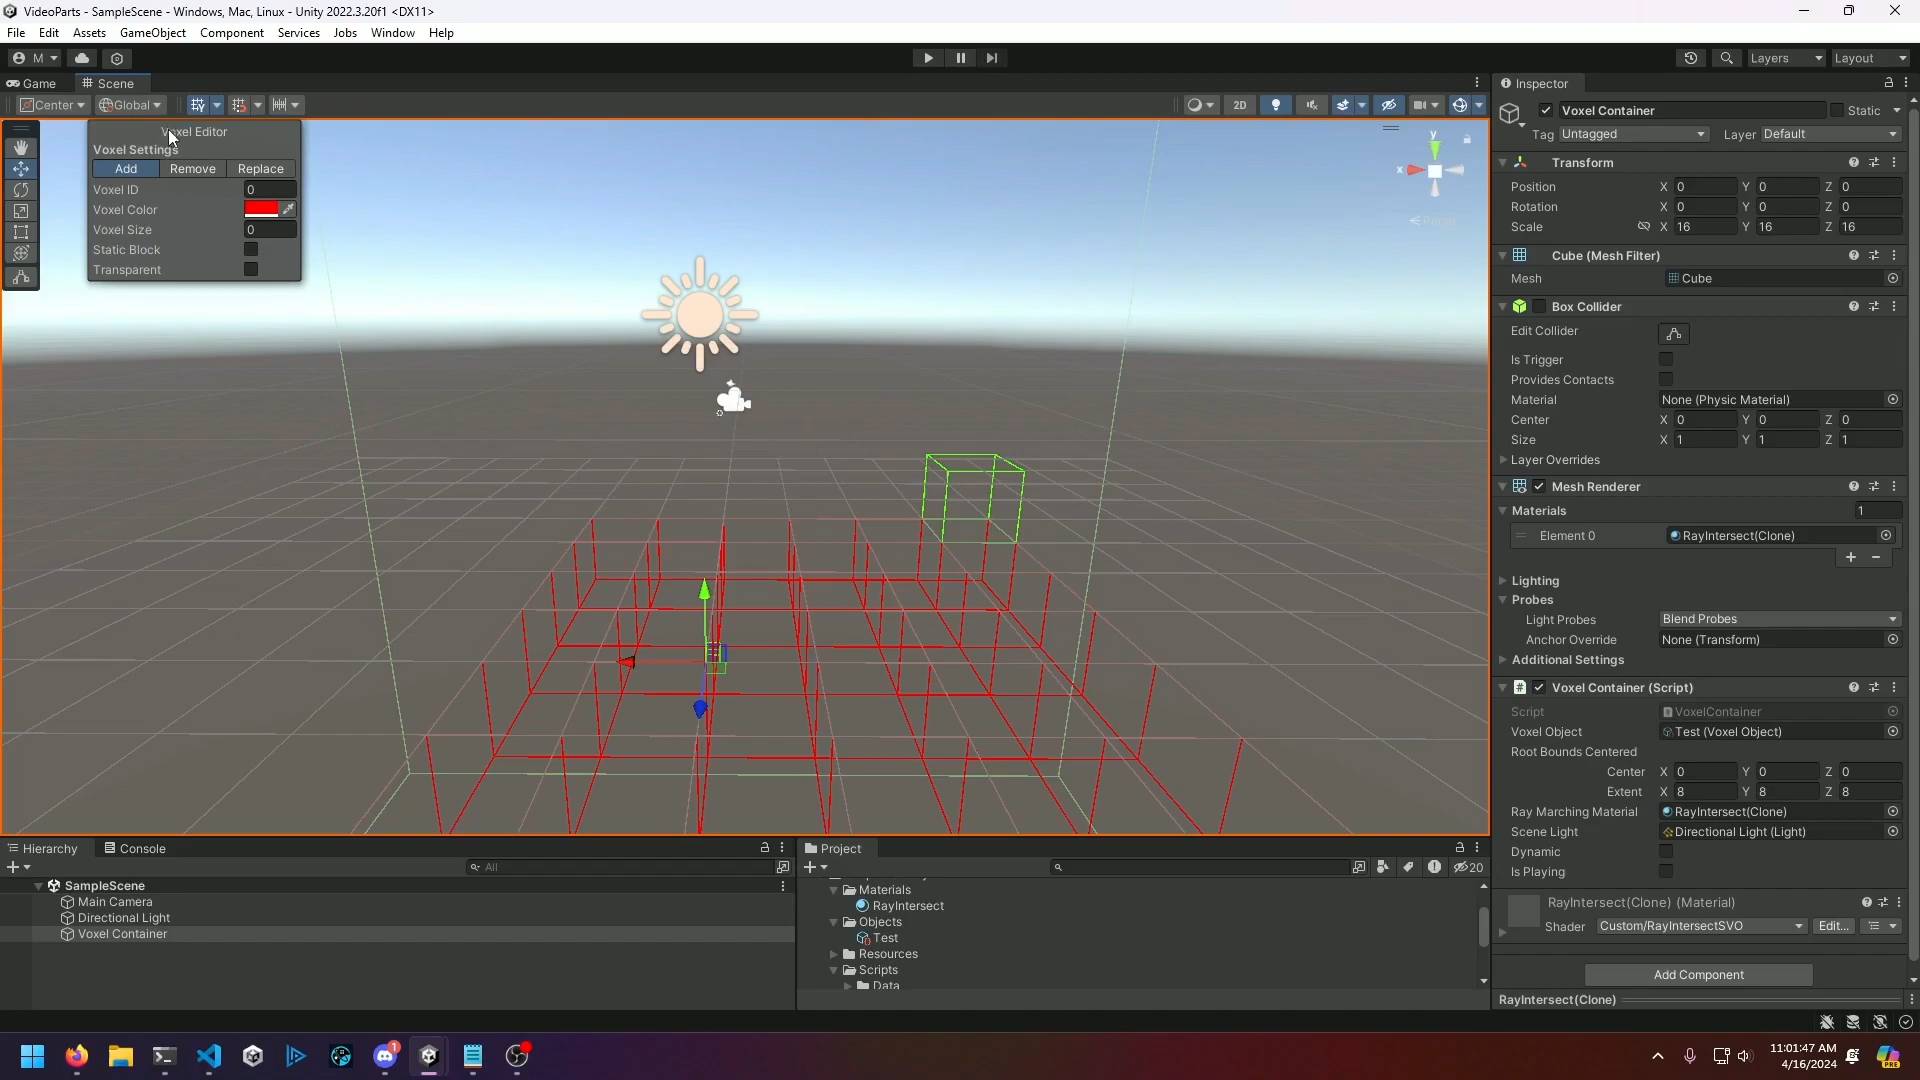 VideoParts - SampleScene - Windows, Mac, Linux - Unity 2022.3.20f1 <DX11>
File Edit Assets GameObject Component Services Jobs Window Help
M
Layers Layout
Game Scene
Center Global 2D
Voxel Editor
Voxel Settings
Add Remove Replace
Voxel ID 0
Voxel Color
Voxel Size 0
Static Block
Transparent
y
x
Persp
Inspector
Voxel Container Static
Tag Untagged Layer Default
Transform
Position X 0 Y 0 Z 0
Rotation X 0 Y 0 Z 0
Scale X 16 Y 16 Z 16
Cube (Mesh Filter)
Mesh Cube
Box Collider
Edit Collider
Is Trigger
Provides Contacts
Material None (Physic Material)
Center X 0 Y 0 Z 0
Size X 1 Y 1 Z 1
Layer Overrides
Mesh Renderer
Materials 1
Element 0 RayIntersect(Clone)
Lighting
Probes
Light Probes Blend Probes
Anchor Override None (Transform)
Additional Settings
Voxel Container (Script)
Script VoxelContainer
Voxel Object Test (Voxel Object)
Root Bounds Centered
Center X 0 Y 0 Z 0
Extent X 8 Y 8 Z 8
Ray Marching Material RayIntersect(Clone)
Scene Light Directional Light (Light)
Dynamic
Is Playing
RayIntersect(Clone) (Material)
Shader Custom/RayIntersectSVO Edit...
Add Component
RayIntersect(Clone)
Hierarchy Console
All
SampleScene
Main Camera
Directional Light
Voxel Container
Project
20
Materials
RayIntersect
Objects
Test
Resources
Scripts
Data
1
11:01:47 AM
4/16/2024
PRE